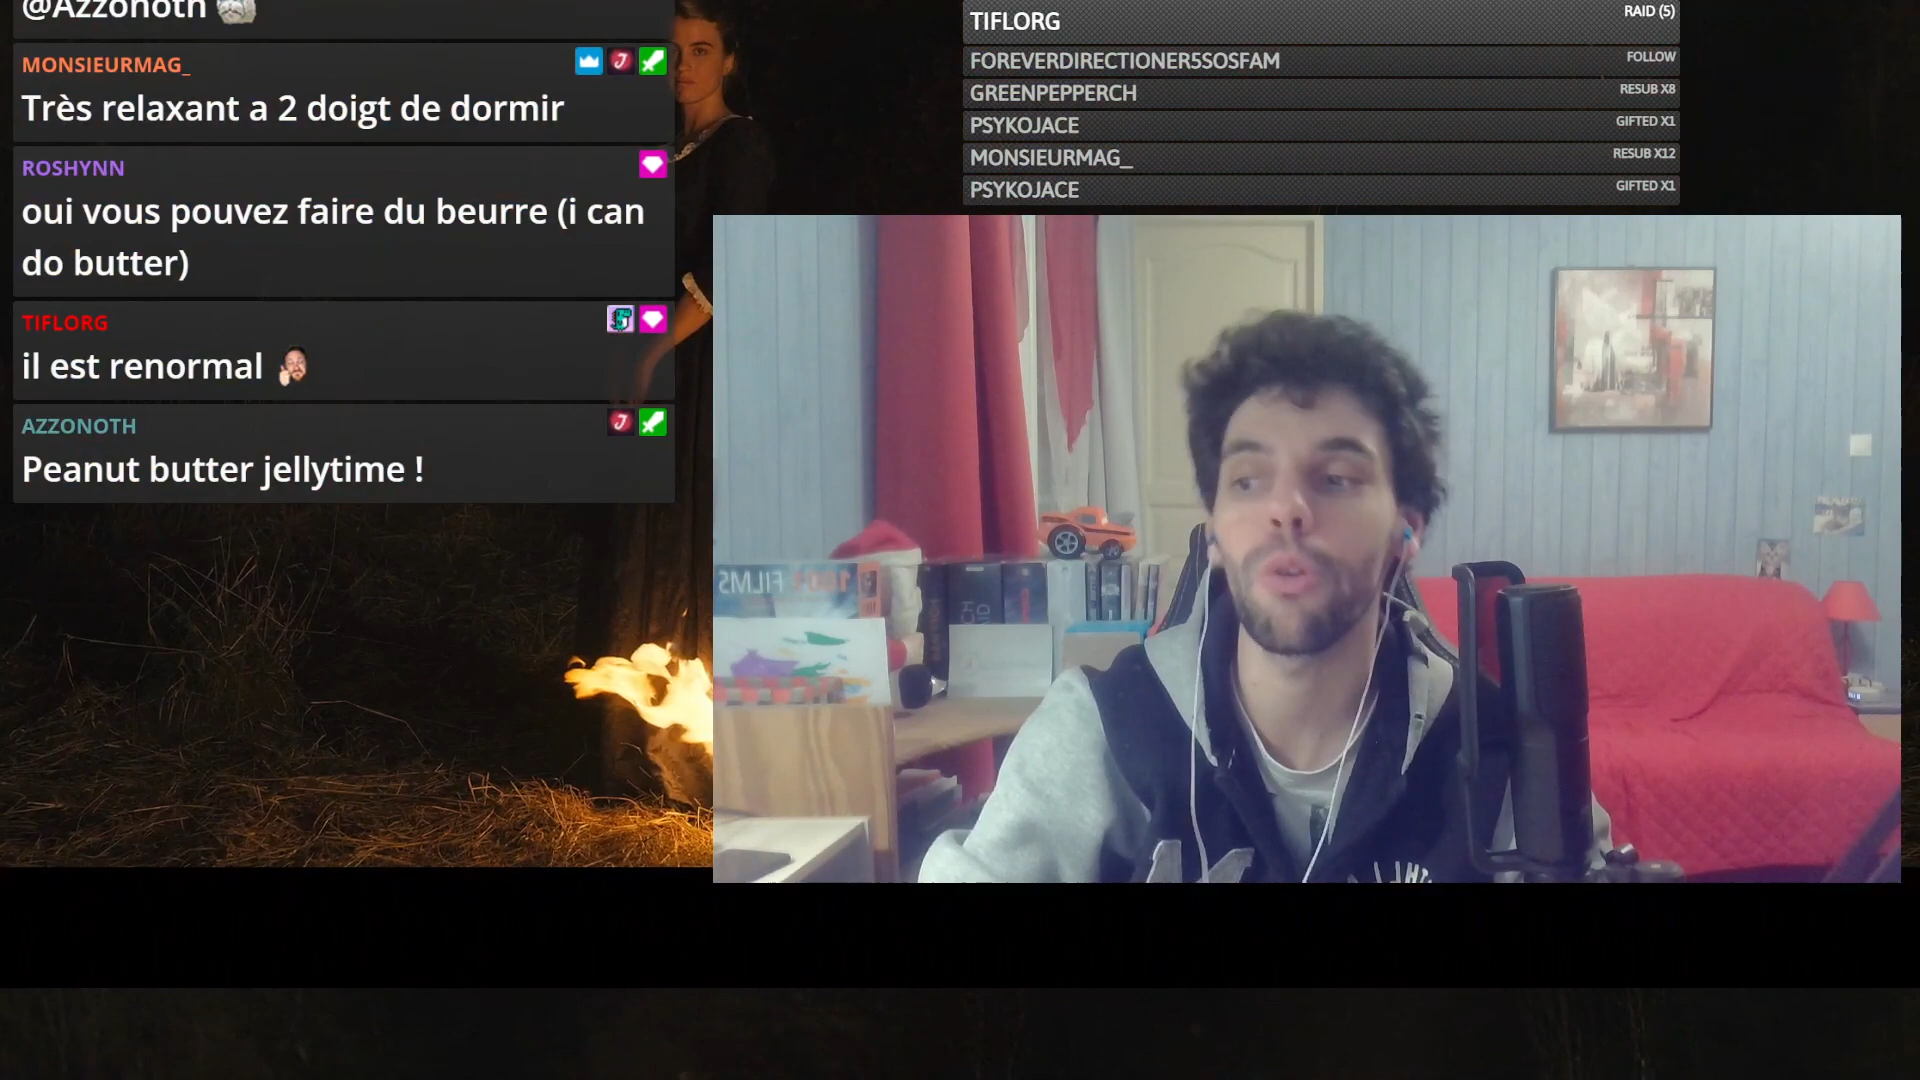 @Azzonoth
MONSIEURMAG_
Très relaxant a 2 doigt de dormir
ROSHYNN
oui vous pouvez faire du beurre (i can
do butter)
TIFLORG
il est renormal
AZZONOTH
Peanut butter jellytime !
TIFLORG
RAID (5)
FOREVERDIRECTIONER5SOSFAM
FOLLOW
GREENPEPPERCH
RESUB X8
PSYKOJACE
GIFTED X1
MONSIEURMAG_
RESUB X12
PSYKOJACE
GIFTED X1
1001 FILMS